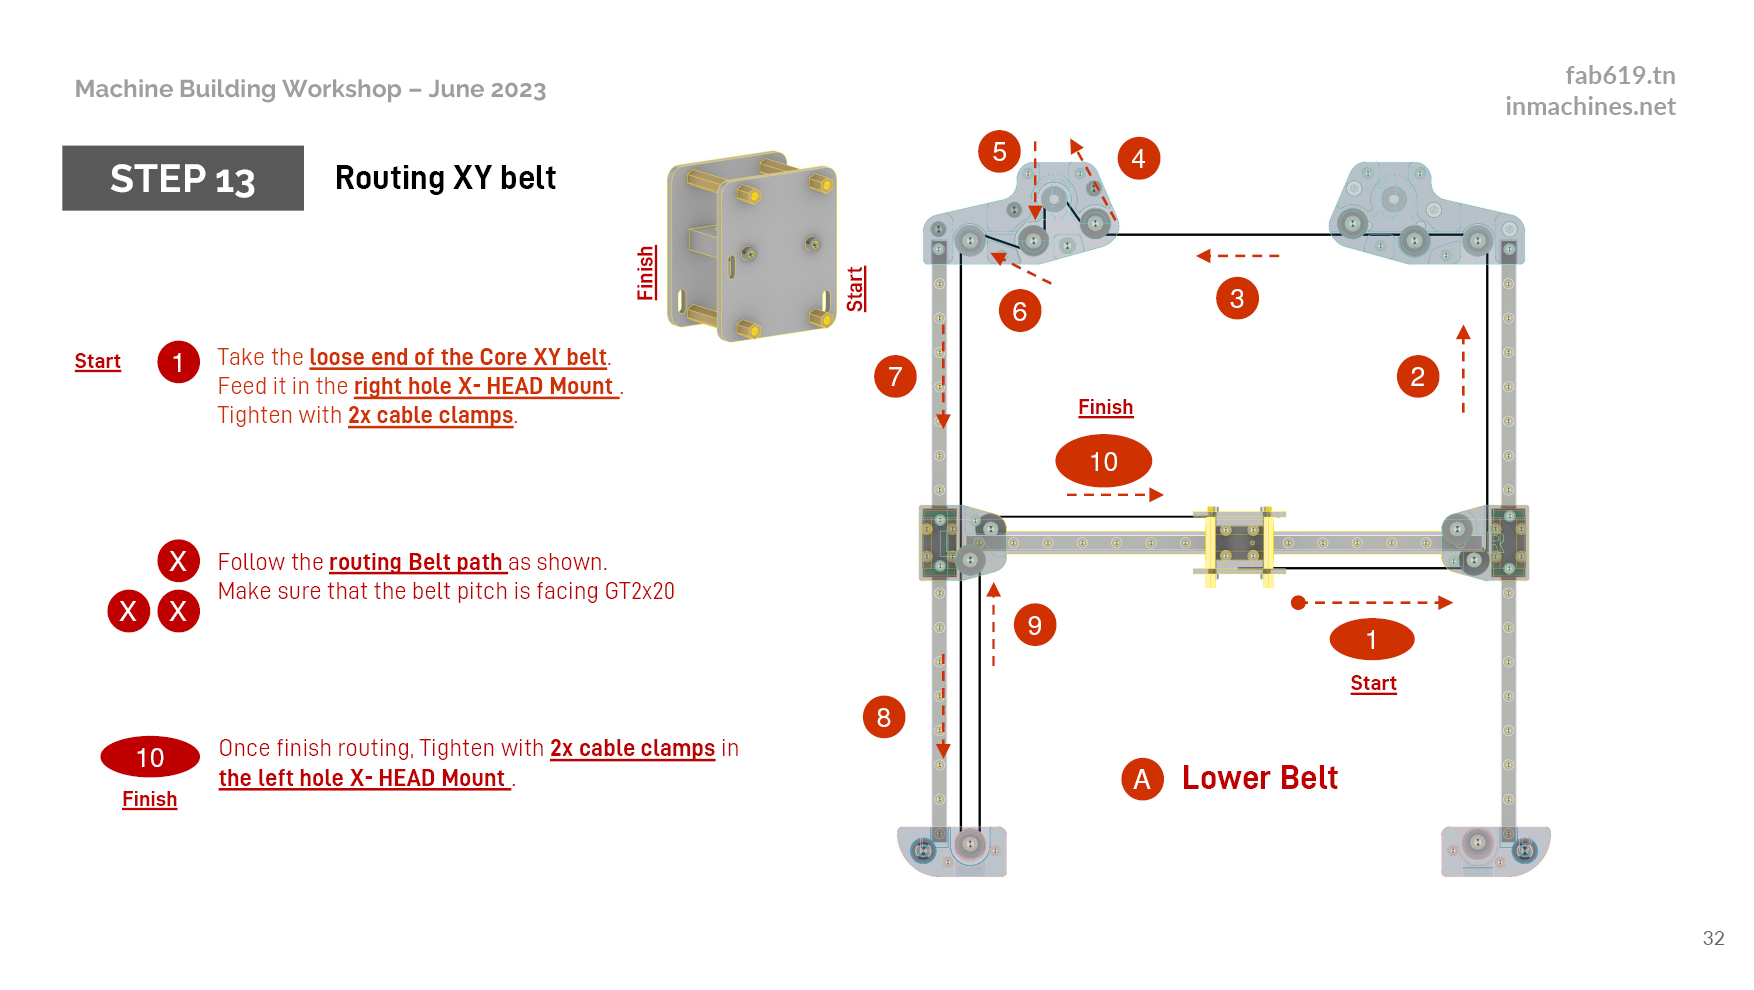 Machine Building Workshop – June 2023
fab619.tn
inmachines.net
STEP 13
Routing XY belt
Finish
Start
Start
1
Take the loose end of the Core XY belt.
Feed it in the right hole X- HEAD Mount .
Tighten with 2x cable clamps.
X
X X
Follow the routing Belt path as shown.
Make sure that the belt pitch is facing GT2x20
10
Finish
Once finish routing, Tighten with 2x cable clamps in
the left hole X- HEAD Mount .
5
4
6
3
7
2
Finish
10
9
1
Start
8
A Lower Belt
32